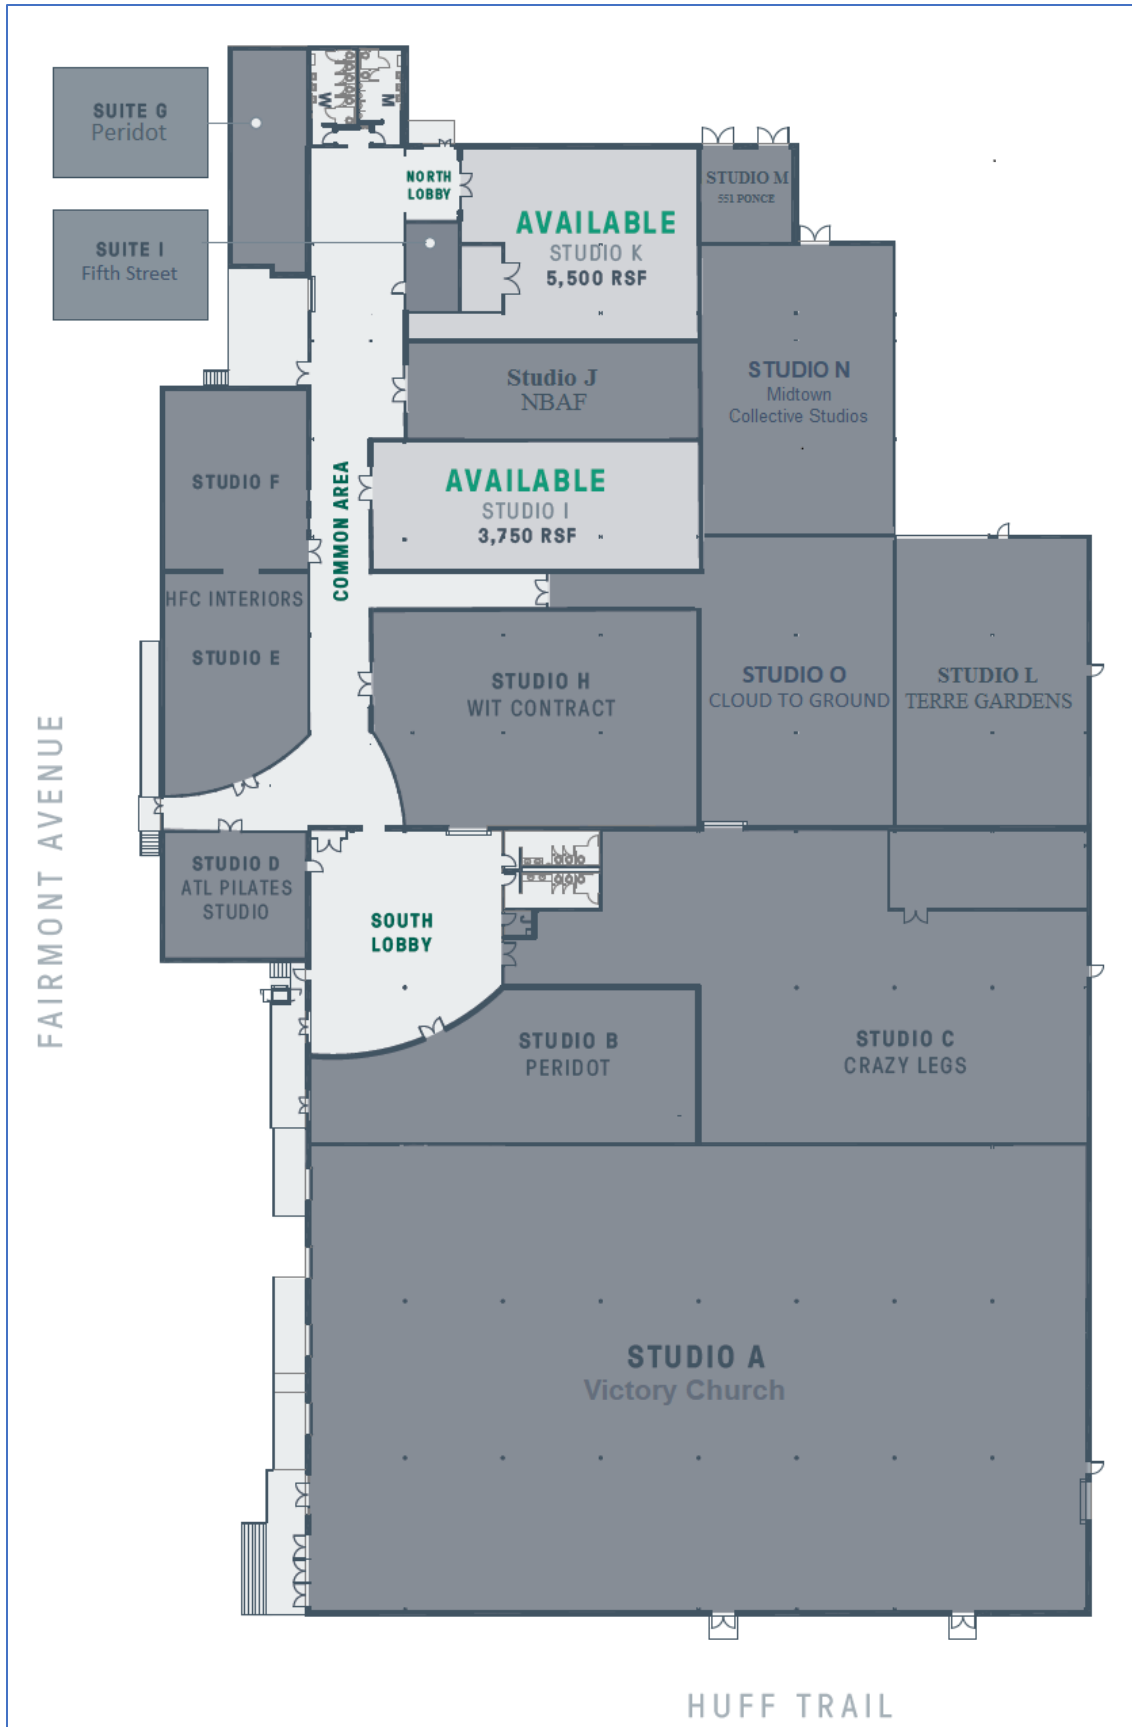 SUITE G
Peridot
SUITE I
Fifth Street
W
M
NORTH
LOBBY
AVAILABLE
STUDIO K
5,500 RSF
STUDIO M
551 PONCE
Studio J
NBAF
STUDIO N
Midtown
Collective Studios
STUDIO F
COMMON AREA
AVAILABLE
STUDIO I
3,750 RSF
HFC INTERIORS
STUDIO E
STUDIO H
WIT CONTRACT
STUDIO O
CLOUD TO GROUND
STUDIO L
TERRE GARDENS
FAIRMONT AVENUE
STUDIO D
ATL PILATES
STUDIO
SOUTH
LOBBY
STUDIO B
PERIDOT
STUDIO C
CRAZY LEGS
STUDIO A
Victory Church
HUFF TRAIL